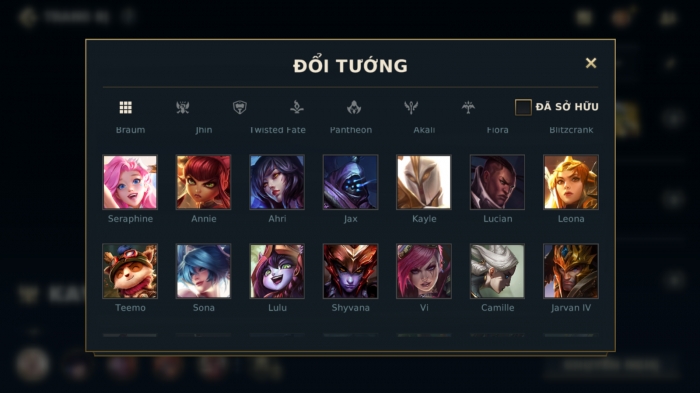 ĐỔI TƯỚNG
ĐÃ SỞ HỮU
Braum Jhin Twisted Fate Pantheon Akali Fiora Blitzcrank
Seraphine Annie Ahri Jax Kayle Lucian Leona
Teemo Sona Lulu Shyvana Vi Camille Jarvan IV